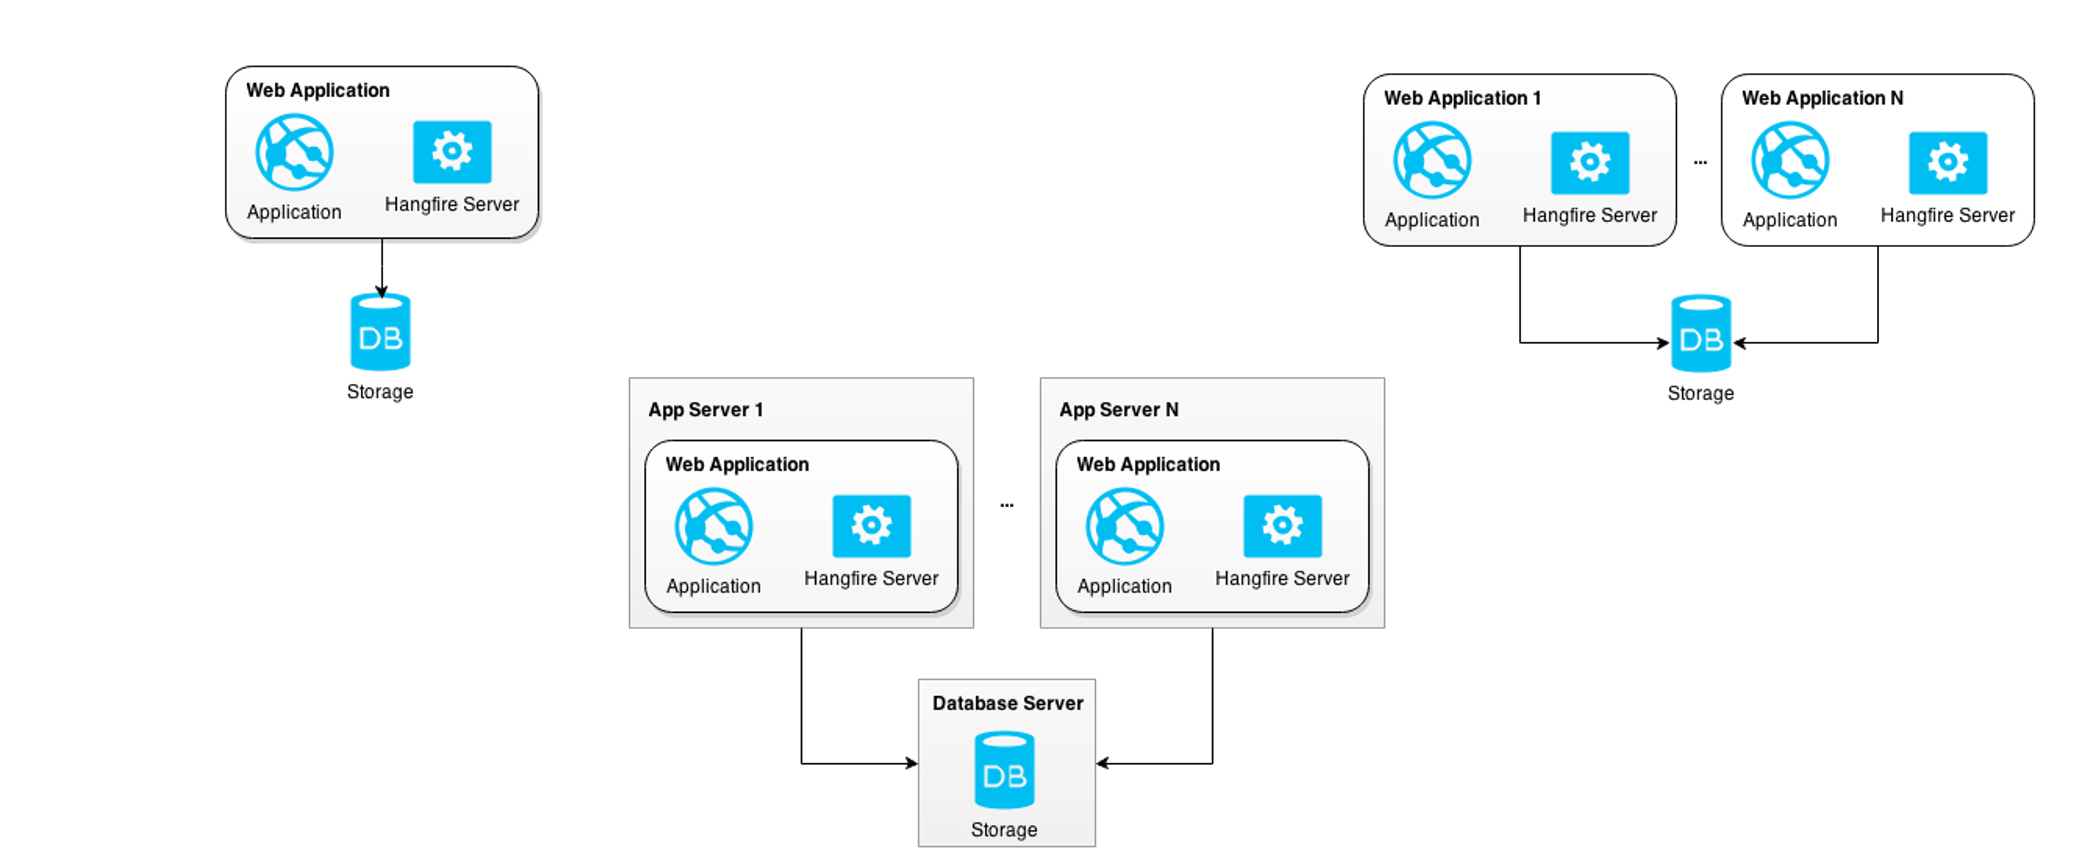 Web Application
Application
Hangfire Server
DB
Storage
Web Application 1
Application
Hangfire Server
...
Web Application N
Application
Hangfire Server
DB
Storage
App Server 1
Web Application
Application
Hangfire Server
...
App Server N
Web Application
Application
Hangfire Server
Database Server
DB
Storage